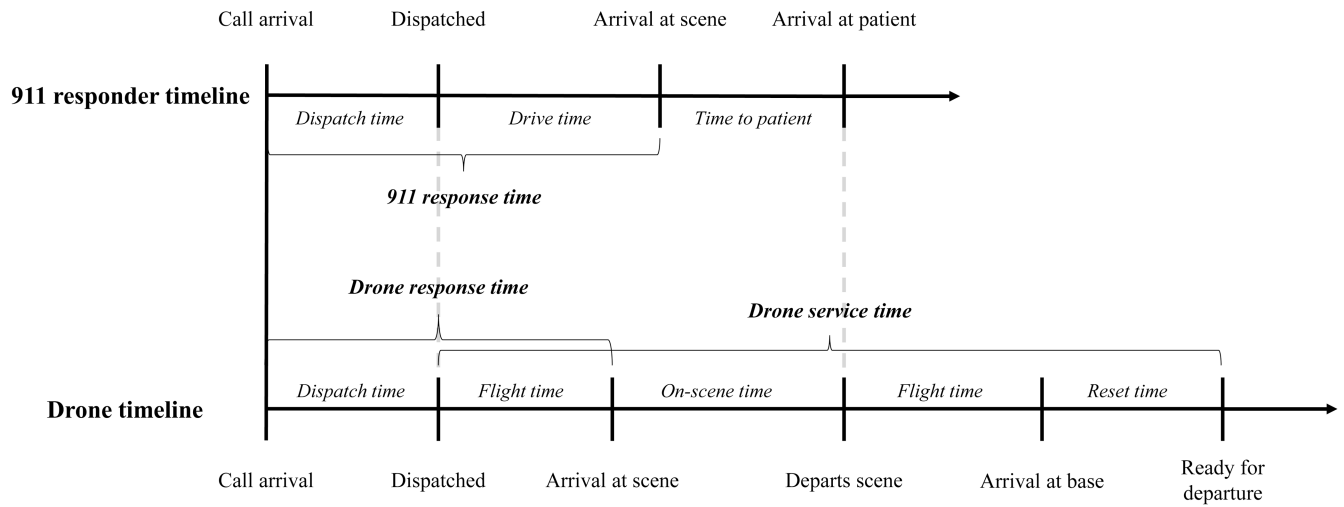 Call arrival
Dispatched
Arrival at scene
Arrival at patient
911 responder timeline
Dispatch time
Drive time
Time to patient
911 response time
Drone response time
Drone service time
Dispatch time
Flight time
On-scene time
Flight time
Reset time
Drone timeline
Call arrival
Dispatched
Arrival at scene
Departs scene
Arrival at base
Ready for
departure